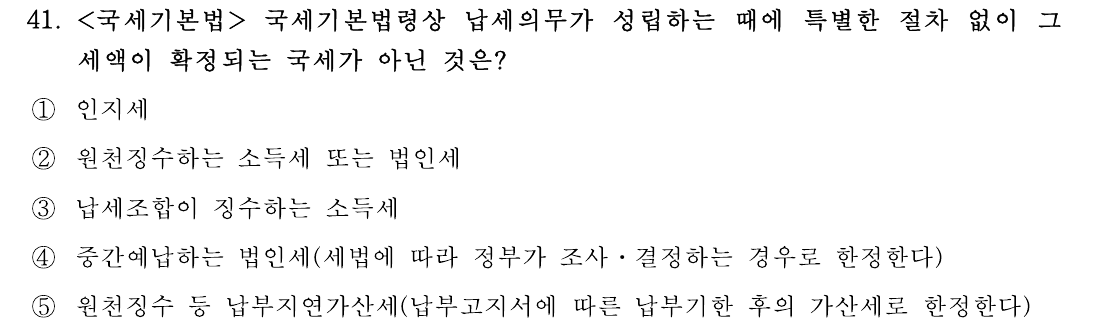 41. <국세기본법> 국세기본법령상 납세의무가 성립하는 때에 특별한 절차 없이 그
세액이 확정되는 국세가 아닌 것은?
① 인지세
② 원천징수하는 소득세 또는 법인세
③ 납세조합이 징수하는 소득세
④ 중간예납하는 법인세(세법에 따라 정부가 조사·결정하는 경우로 한정한다)
⑤ 원천징수 등 납부지연가산세(납부고지서에 따른 납부기한 후의 가산세로 한정한다)